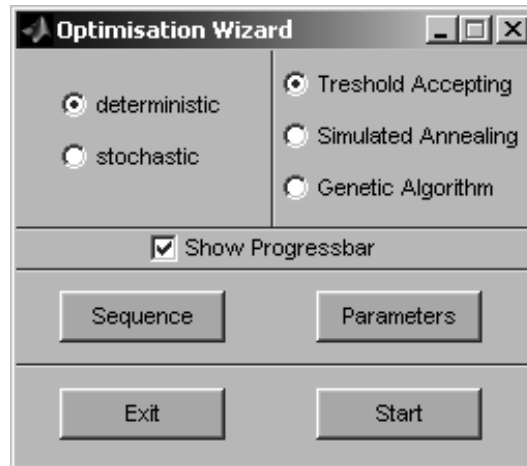 Optimisation Wizard
deterministic
stochastic
Treshold Accepting
Simulated Annealing
Genetic Algorithm
Show Progressbar
Sequence
Parameters
Exit
Start